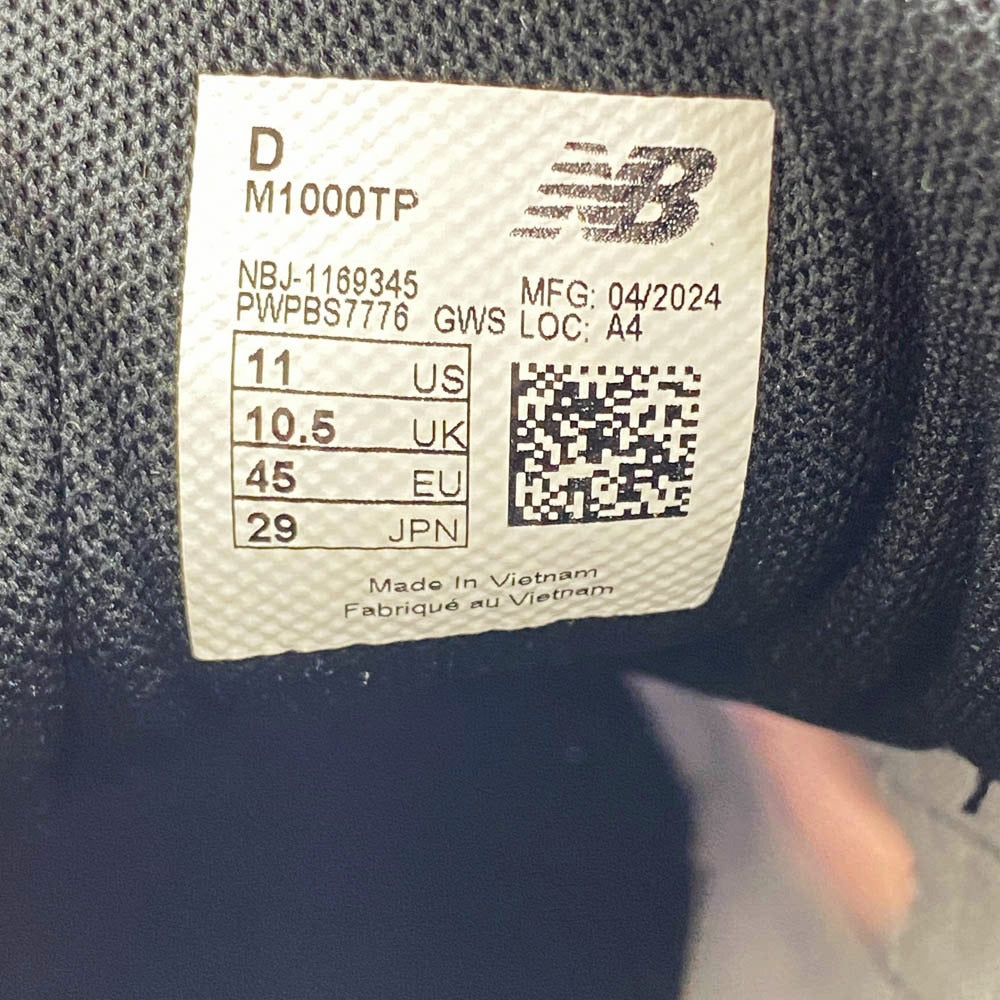 D
M1000TP
NB
NBJ-1169345
PWPBS7776 GWS
MFG: 04/2024
LOC: A4
11 US
10.5 UK
45 EU
29 JPN
Made In Vietnam
Fabriqué au Vietnam